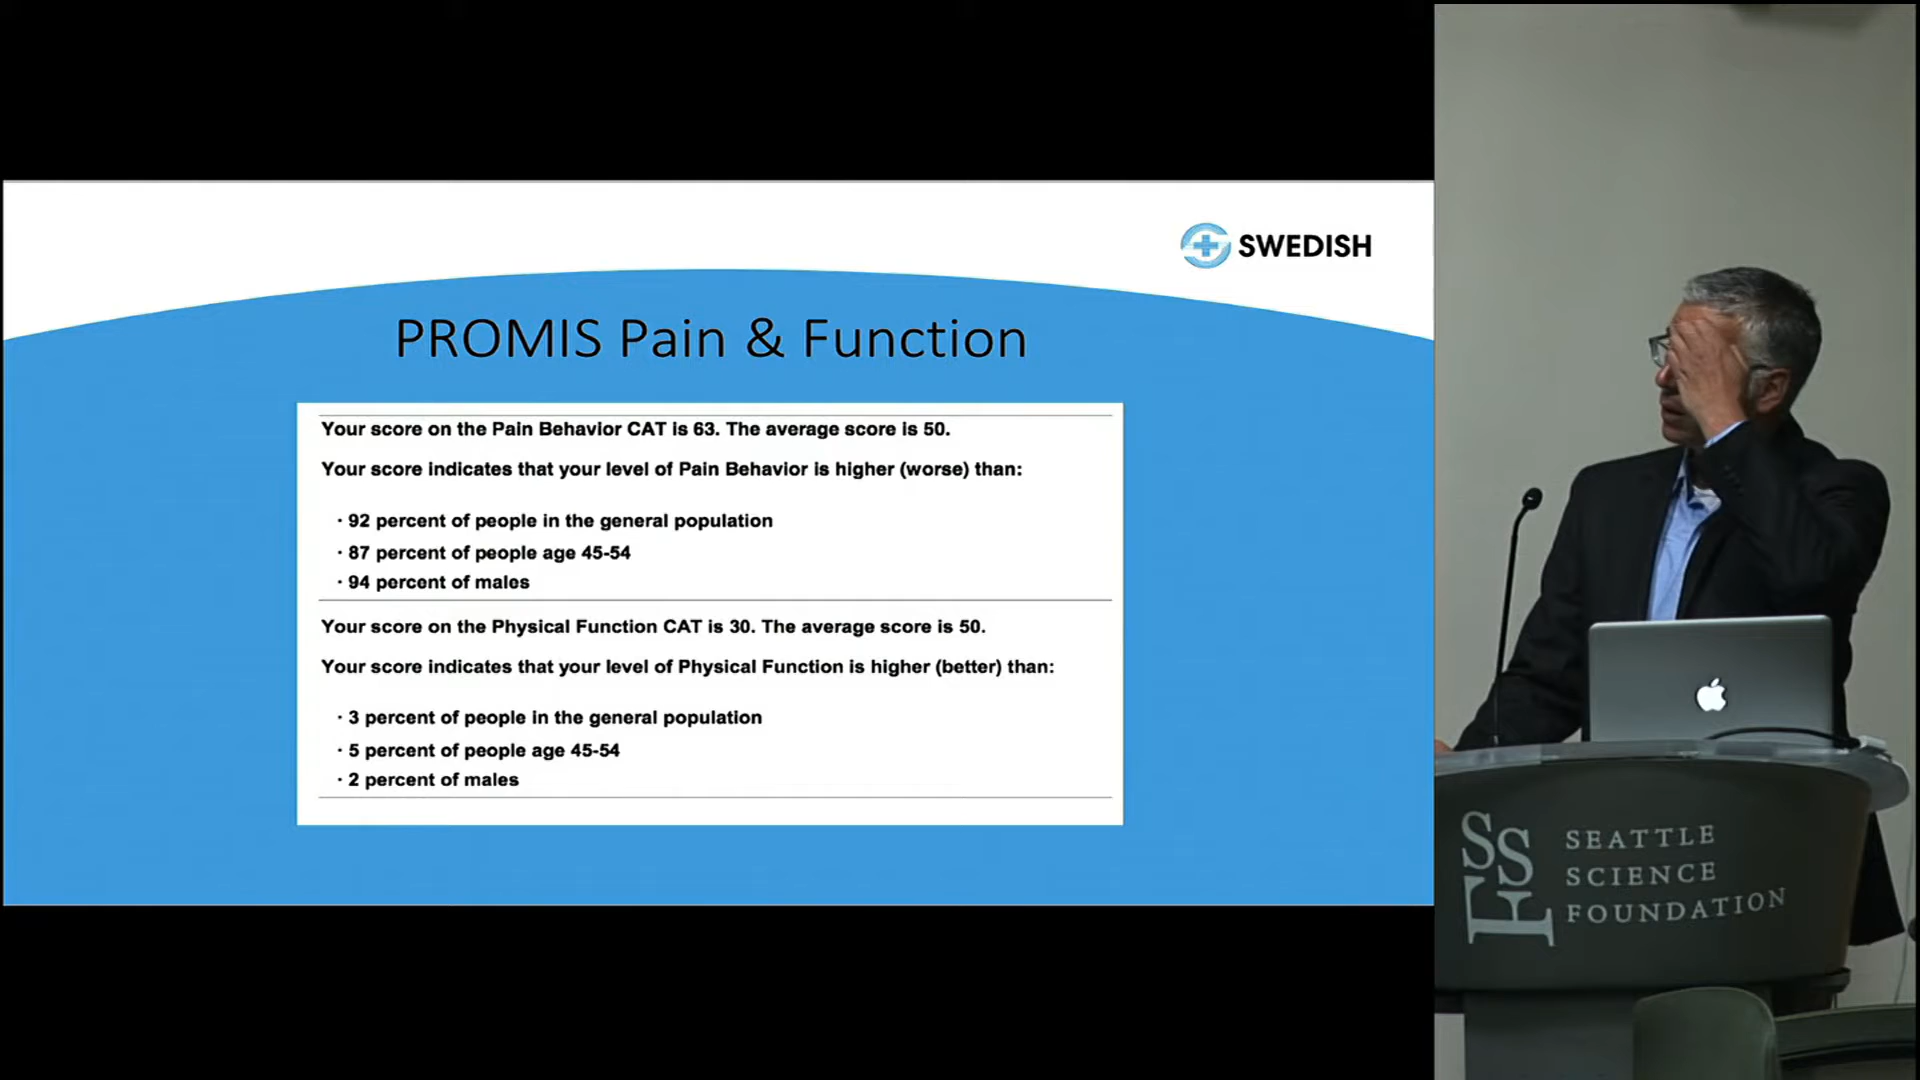 SWEDISH
PROMIS Pain & Function
Your score on the Pain Behavior CAT is 63. The average score is 50.
Your score indicates that your level of Pain Behavior is higher (worse) than:
· 92 percent of people in the general population
· 87 percent of people age 45-54
· 94 percent of males
Your score on the Physical Function CAT is 30. The average score is 50.
Your score indicates that your level of Physical Function is higher (better) than:
· 3 percent of people in the general population
· 5 percent of people age 45-54
· 2 percent of males
SSF
SEATTLE
SCIENCE
FOUNDATION